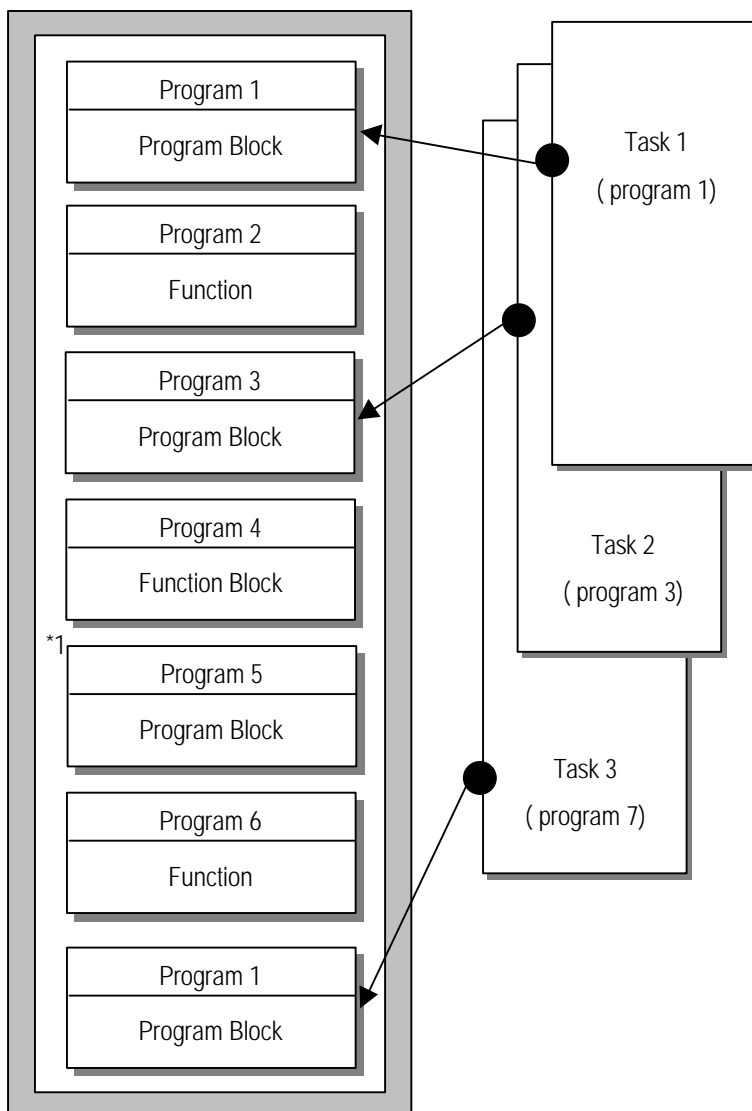 Program 1
Program Block
Program 2
Function
Program 3
Program Block
Program 4
Function Block
*1
Program 5
Program Block
Program 6
Function
Program 1
Program Block
Task 1
( program 1)
Task 2
( program 3)
Task 3
( program 7)